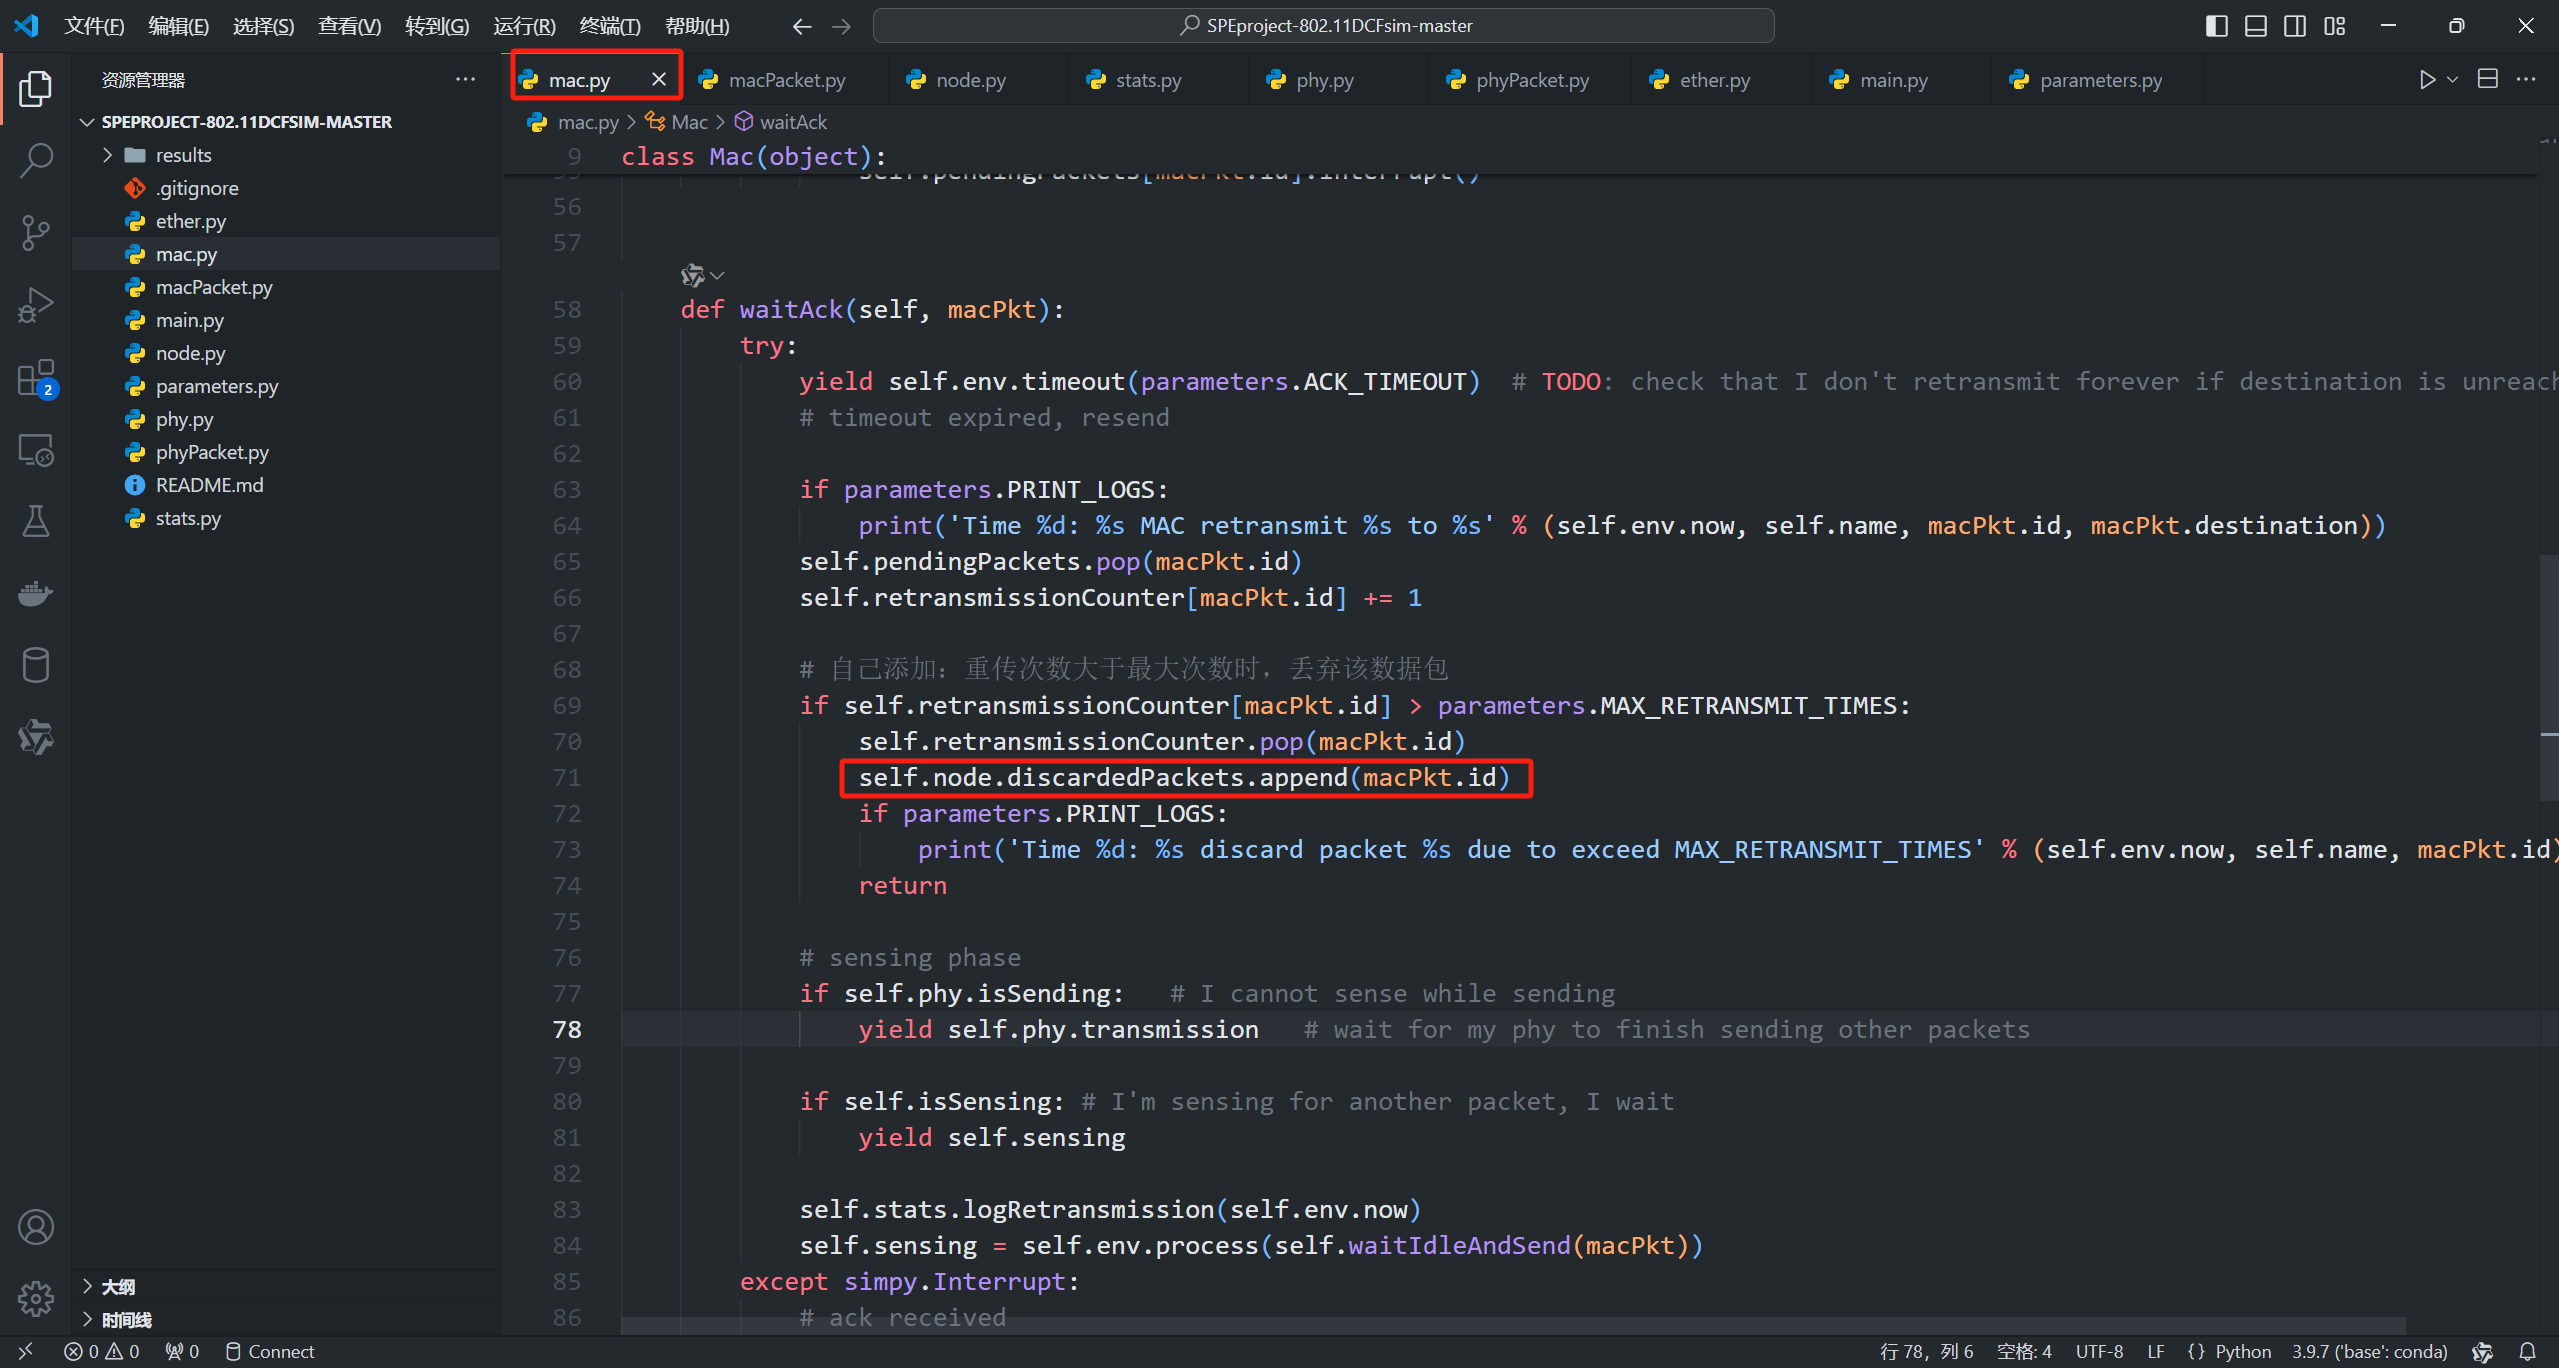 文件(F) 编辑(E) 选择(S) 查看(V) 转到(G) 运行(R) 终端(T) 帮助(H) SPEproject-802.11DCFsim-master
资源管理器
SPEPROJECT-802.11DCFSIM-MASTER
results
.gitignore
ether.py
mac.py
macPacket.py
main.py
node.py
parameters.py
phy.py
phyPacket.py
README.md
stats.py
2
大纲
时间线
mac.py macPacket.py node.py stats.py phy.py phyPacket.py ether.py main.py parameters.py
mac.py > Mac > waitAck
9 class Mac(object):
self.pendingPackets[macPkt.id].interrupt()
56
57
58 def waitAck(self, macPkt):
59 try:
60 yield self.env.timeout(parameters.ACK_TIMEOUT) # TODO: check that I don't retransmit forever if destination is unreach
61 # timeout expired, resend
62
63 if parameters.PRINT_LOGS:
64 print('Time %d: %s MAC retransmit %s to %s' % (self.env.now, self.name, macPkt.id, macPkt.destination))
65 self.pendingPackets.pop(macPkt.id)
66 self.retransmissionCounter[macPkt.id] += 1
67
68 # 自己添加：重传次数大于最大次数时，丢弃该数据包
69 if self.retransmissionCounter[macPkt.id] > parameters.MAX_RETRANSMIT_TIMES:
70 self.retransmissionCounter.pop(macPkt.id)
71 self.node.discardedPackets.append(macPkt.id)
72 if parameters.PRINT_LOGS:
73 print('Time %d: %s discard packet %s due to exceed MAX_RETRANSMIT_TIMES' % (self.env.now, self.name, macPkt.id)
74 return
75
76 # sensing phase
77 if self.phy.isSending: # I cannot sense while sending
78 yield self.phy.transmission # wait for my phy to finish sending other packets
79
80 if self.isSensing: # I'm sensing for another packet, I wait
81 yield self.sensing
82
83 self.stats.logRetransmission(self.env.now)
84 self.sensing = self.env.process(self.waitIdleAndSend(macPkt))
85 except simpy.Interrupt:
86 # ack received
0 0 0 Connect 行 78，列 6 空格: 4 UTF-8 LF {} Python 3.9.7 ('base': conda)